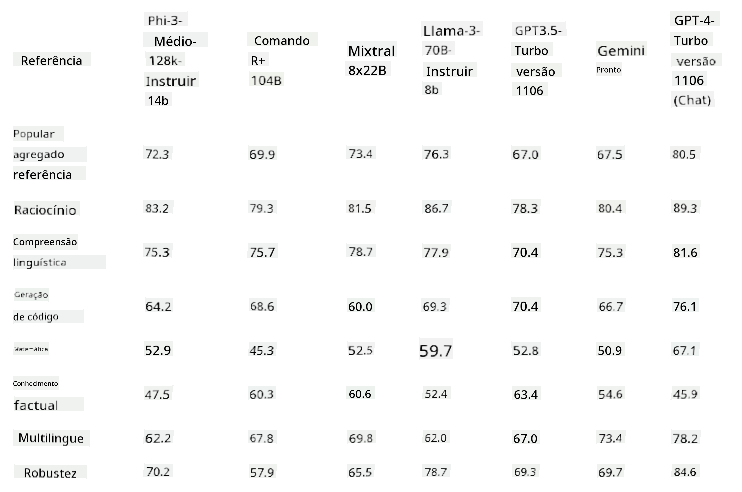 Referência
Phi-3-
Médio-
128k-
Instruir
14b
Comando
R+
104B
Mixtral
8x22B
Llama-3-
70B-
Instruir
8b
GPT3.5-
Turbo
versão
1106
Gemini
Pronto
GPT-4-
Turbo
versão
1106
(Chat)
Popular
agregado
referência
72.3 69.9 73.4 76.3 67.0 67.5 80.5
Raciocínio 83.2 79.3 81.5 86.7 78.3 80.4 89.3
Compreensão
linguística
75.3 75.7 78.7 77.9 70.4 75.3 81.6
Geração
de código
64.2 68.6 60.0 69.3 70.4 66.7 76.1
Matemática 52.9 45.3 52.5 59.7 52.8 50.9 67.1
Conhecimento
factual
47.5 60.3 60.6 52.4 63.4 54.6 45.9
Multilingue 62.2 67.8 69.8 62.0 67.0 73.4 78.2
Robustez 70.2 57.9 65.5 78.7 69.3 69.7 84.6